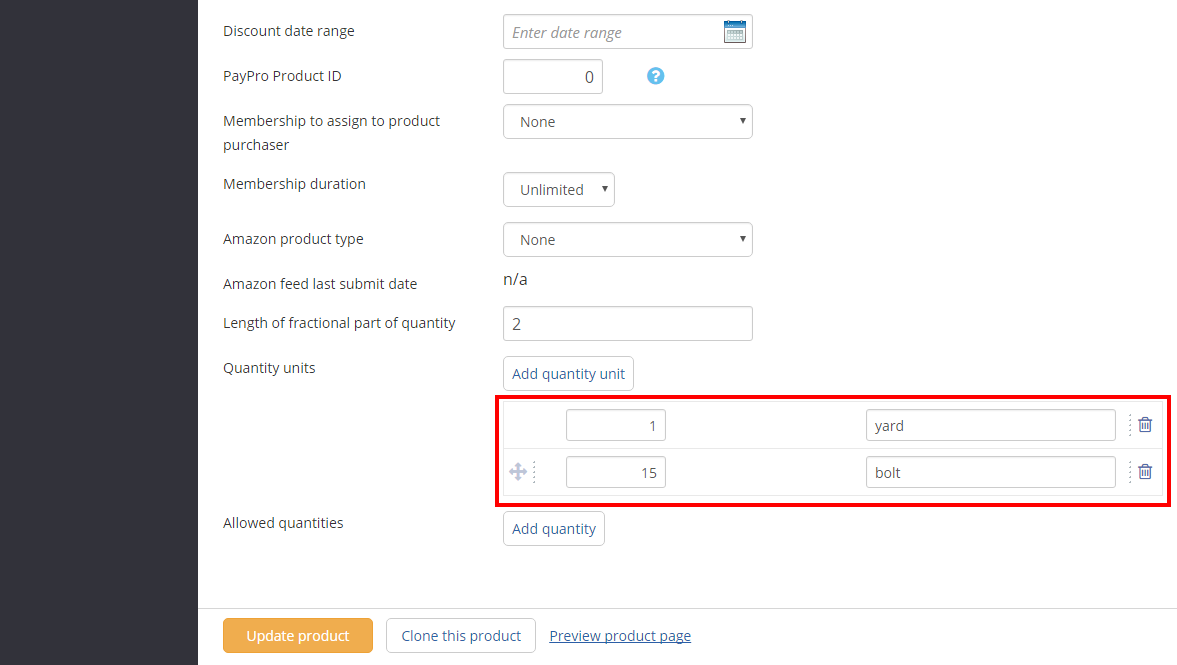 Discount date range
Enter date range
PayPro Product ID
0
?
Membership to assign to product
purchaser
None
Membership duration
Unlimited
Amazon product type
None
Amazon feed last submit date
n/a
Length of fractional part of quantity
2
Quantity units
Add quantity unit
1 yard
15 bolt
Allowed quantities
Add quantity
Update product Clone this product Preview product page